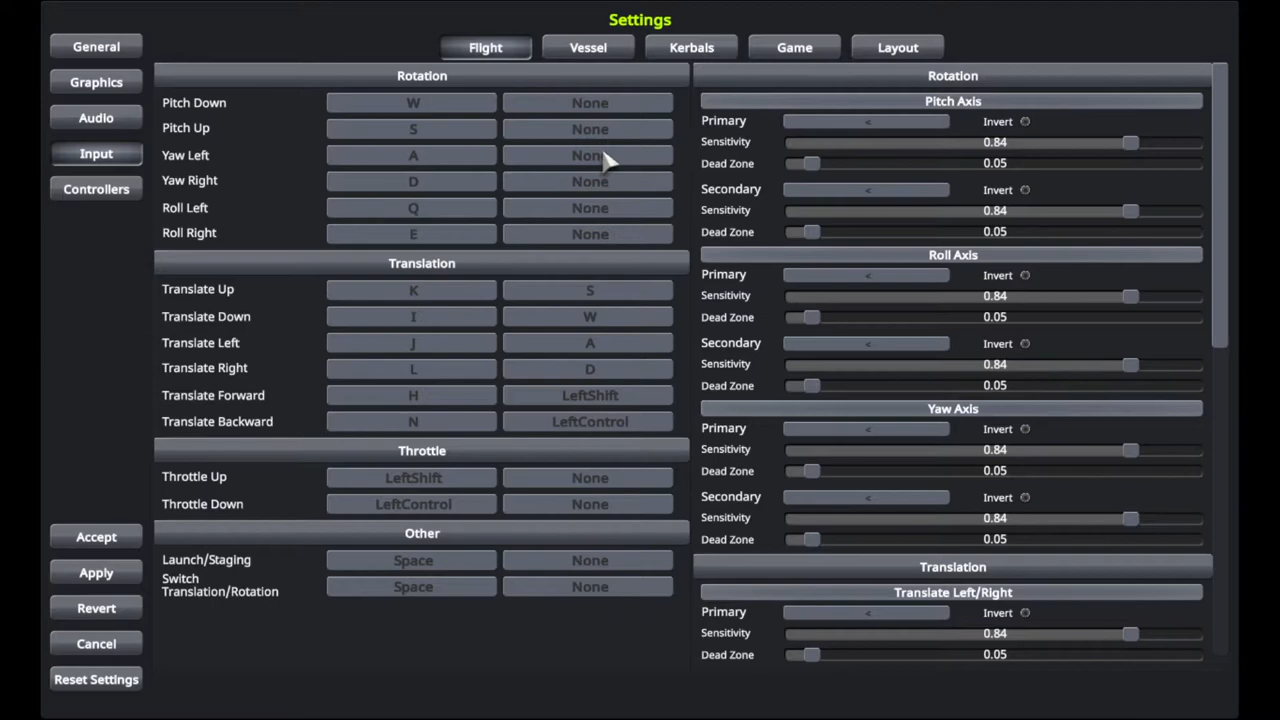 Settings
General
Graphics
Audio
Input
Controllers
Accept
Apply
Revert
Cancel
Reset Settings
Flight Vessel Kerbals Game Layout
Rotation
Pitch Down W None
Pitch Up S None
Yaw Left A None
Yaw Right D None
Roll Left Q None
Roll Right E None
Translation
Translate Up K S
Translate Down I W
Translate Left J A
Translate Right L D
Translate Forward H LeftShift
Translate Backward N LeftControl
Throttle
Throttle Up LeftShift None
Throttle Down LeftControl None
Other
Launch/Staging Space None
Switch
Translation/Rotation Space None
Rotation
Pitch Axis
Primary < Invert
Sensitivity 0.84
Dead Zone 0.05
Secondary < Invert
Sensitivity 0.84
Dead Zone 0.05
Roll Axis
Primary < Invert
Sensitivity 0.84
Dead Zone 0.05
Secondary < Invert
Sensitivity 0.84
Dead Zone 0.05
Yaw Axis
Primary < Invert
Sensitivity 0.84
Dead Zone 0.05
Secondary < Invert
Sensitivity 0.84
Dead Zone 0.05
Translation
Translate Left/Right
Primary < Invert
Sensitivity 0.84
Dead Zone 0.05